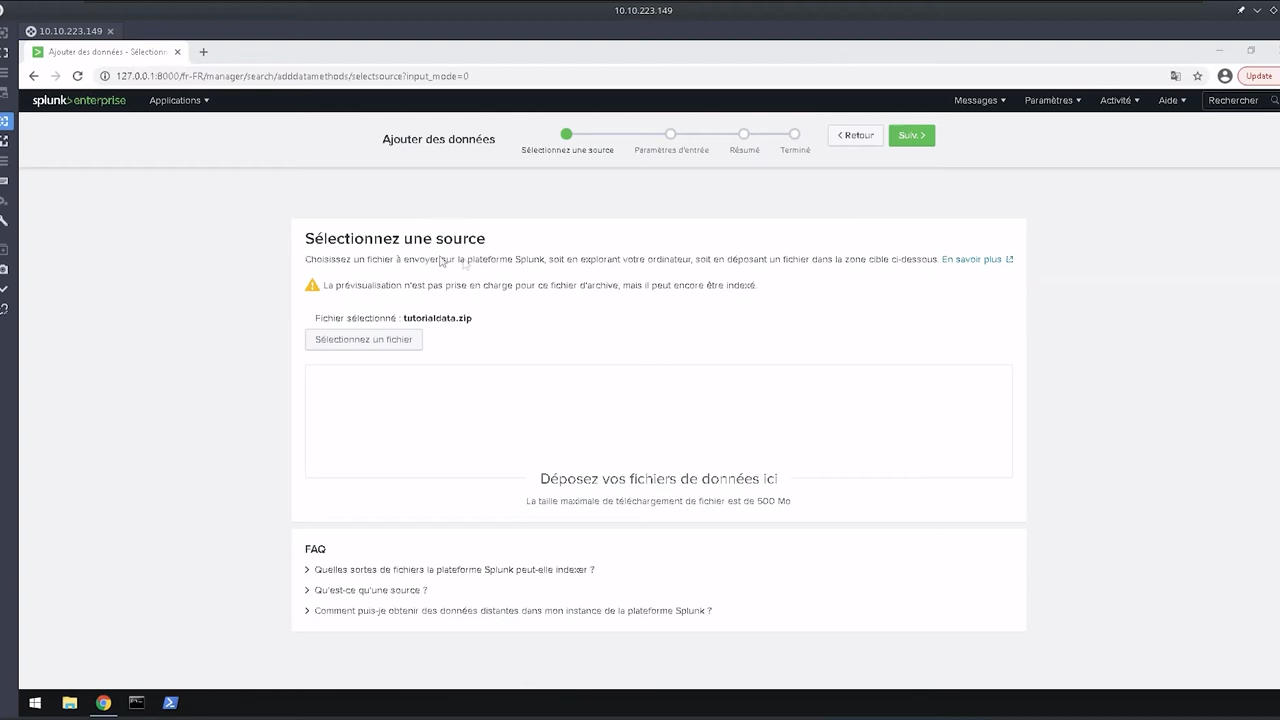 10.10.223.149
10.10.223.149
Ajouter des données - Sélection
127.0.0.1:8000/fr-FR/manager/search/adddatamethods/selectsource?input_mode=0
Update
splunk>enterprise Applications Messages Paramètres Activité Aide Rechercher
Ajouter des données
Sélectionnez une source Paramètres d'entrée Résumé Terminé
< Retour Suiv. >
Sélectionnez une source
Choisissez un fichier à envoyer sur la plateforme Splunk, soit en explorant votre ordinateur, soit en déposant un fichier dans la zone cible ci-dessous. En savoir plus
La prévisualisation n'est pas prise en charge pour ce fichier d'archive, mais il peut encore être indexé.
Fichier sélectionné : tutorialdata.zip
Sélectionnez un fichier
Déposez vos fichiers de données ici
La taille maximale de téléchargement de fichier est de 500 Mo
FAQ
> Quelles sortes de fichiers la plateforme Splunk peut-elle indexer ?
> Qu'est-ce qu'une source ?
> Comment puis-je obtenir des données distantes dans mon instance de la plateforme Splunk ?